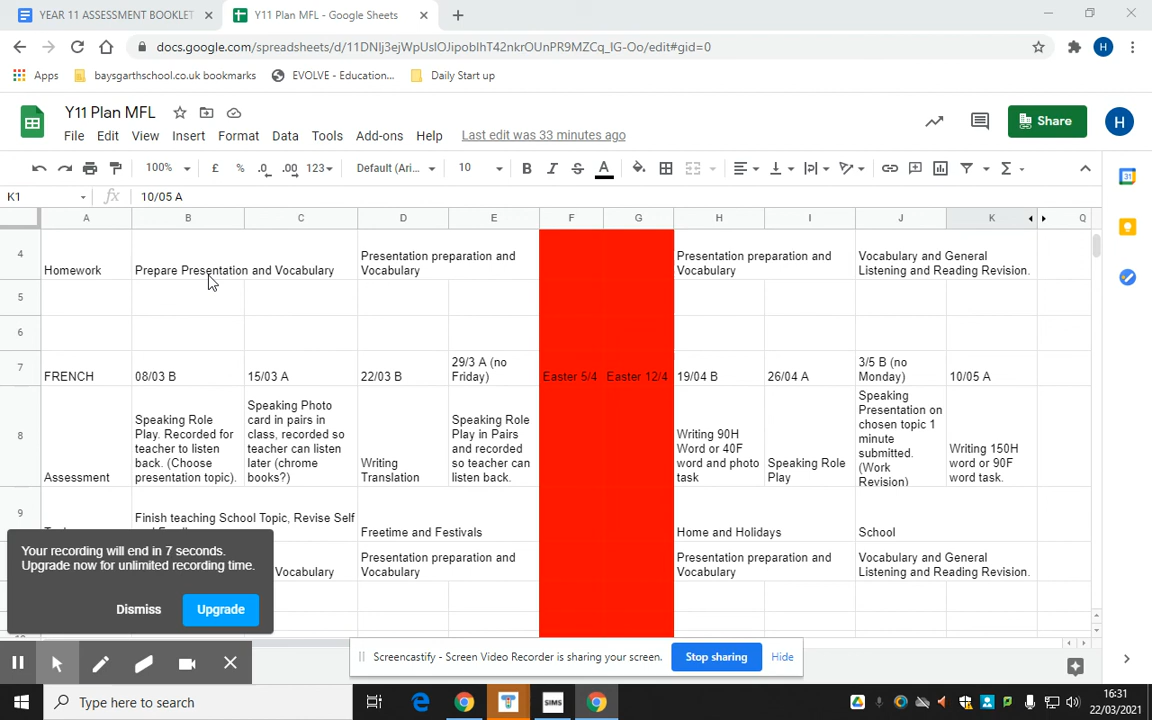 YEAR 11 ASSESSMENT BOOKLET
Y11 Plan MFL - Google Sheets
docs.google.com/spreadsheets/d/11DNIj3ejWpUslOJipobIhT42nkrOUnPR9MZCq_IG-Oo/edit#gid=0
H
Apps
baysgarthschool.co.uk bookmarks
EVOLVE - Education...
Daily Start up
Y11 Plan MFL
File Edit View Insert Format Data Tools Add-ons Help Last edit was 33 minutes ago
Share
H
100% £ % .0 .00 123 Default (Ari... 10 B I S A
K1 fx 10/05 A
A B C D E F G H I J K Q
4
Homework
Prepare Presentation and Vocabulary
Presentation preparation and
Vocabulary
Presentation preparation and
Vocabulary
Vocabulary and General
Listening and Reading Revision.
5
6
7
FRENCH
08/03 B
15/03 A
22/03 B
29/3 A (no
Friday)
Easter 5/4
Easter 12/4
19/04 B
26/04 A
3/5 B (no
Monday)
10/05 A
8
Assessment
Speaking Role
Play. Recorded for
teacher to listen
back. (Choose
presentation topic).
Speaking Photo
card in pairs in
class, recorded so
teacher can listen
later (chrome
books?)
Writing
Translation
Speaking Role
Play in Pairs
and recorded
so teacher can
listen back.
Writing 90H
Word or 40F
word and photo
task
Speaking Role
Play
Speaking
Presentation on
chosen topic 1
minute
submitted.
(Work
Revision)
Writing 150H
word or 90F
word task.
9
Finish teaching School Topic, Revise Self
Freetime and Festivals
Home and Holidays
School
Vocabulary
Presentation preparation and
Vocabulary
Presentation preparation and
Vocabulary
Vocabulary and General
Listening and Reading Revision.
Your recording will end in 7 seconds.
Upgrade now for unlimited recording time.
Dismiss
Upgrade
Screencastify - Screen Video Recorder is sharing your screen.
Stop sharing
Hide
Type here to search
SIMS
16:31
22/03/2021
31